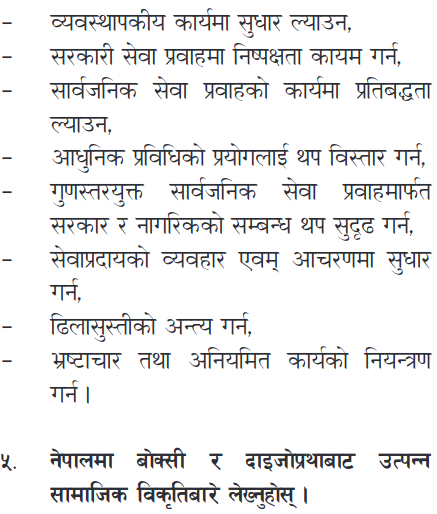 – व्यवस्थापकीय कार्यमा सुधार ल्याउन,
– सरकारी सेवा प्रवाहमा निष्पक्षता कायम गर्न,
– सार्वजनिक सेवा प्रवाहको कार्यमा प्रतिबद्धता
ल्याउन,
– आधुनिक प्रविधिको प्रयोगलाई थप विस्तार गर्न,
– गुणस्तरयुक्त सार्वजनिक सेवा प्रवाहमार्फत
सरकार र नागरिकको सम्बन्ध थप सुदृढ गर्न,
– सेवाप्रदायको व्यवहार एवम् आचरणमा सुधार
गर्न,
– ढिलासुस्तीको अन्त्य गर्न,
– भ्रष्टाचार तथा अनियमित कार्यको नियन्त्रण
गर्न ।
५. नेपालमा बोक्सी र दाइजोप्रथाबाट उत्पन्न
सामाजिक विकृतिबारे लेख्नुहोस् ।